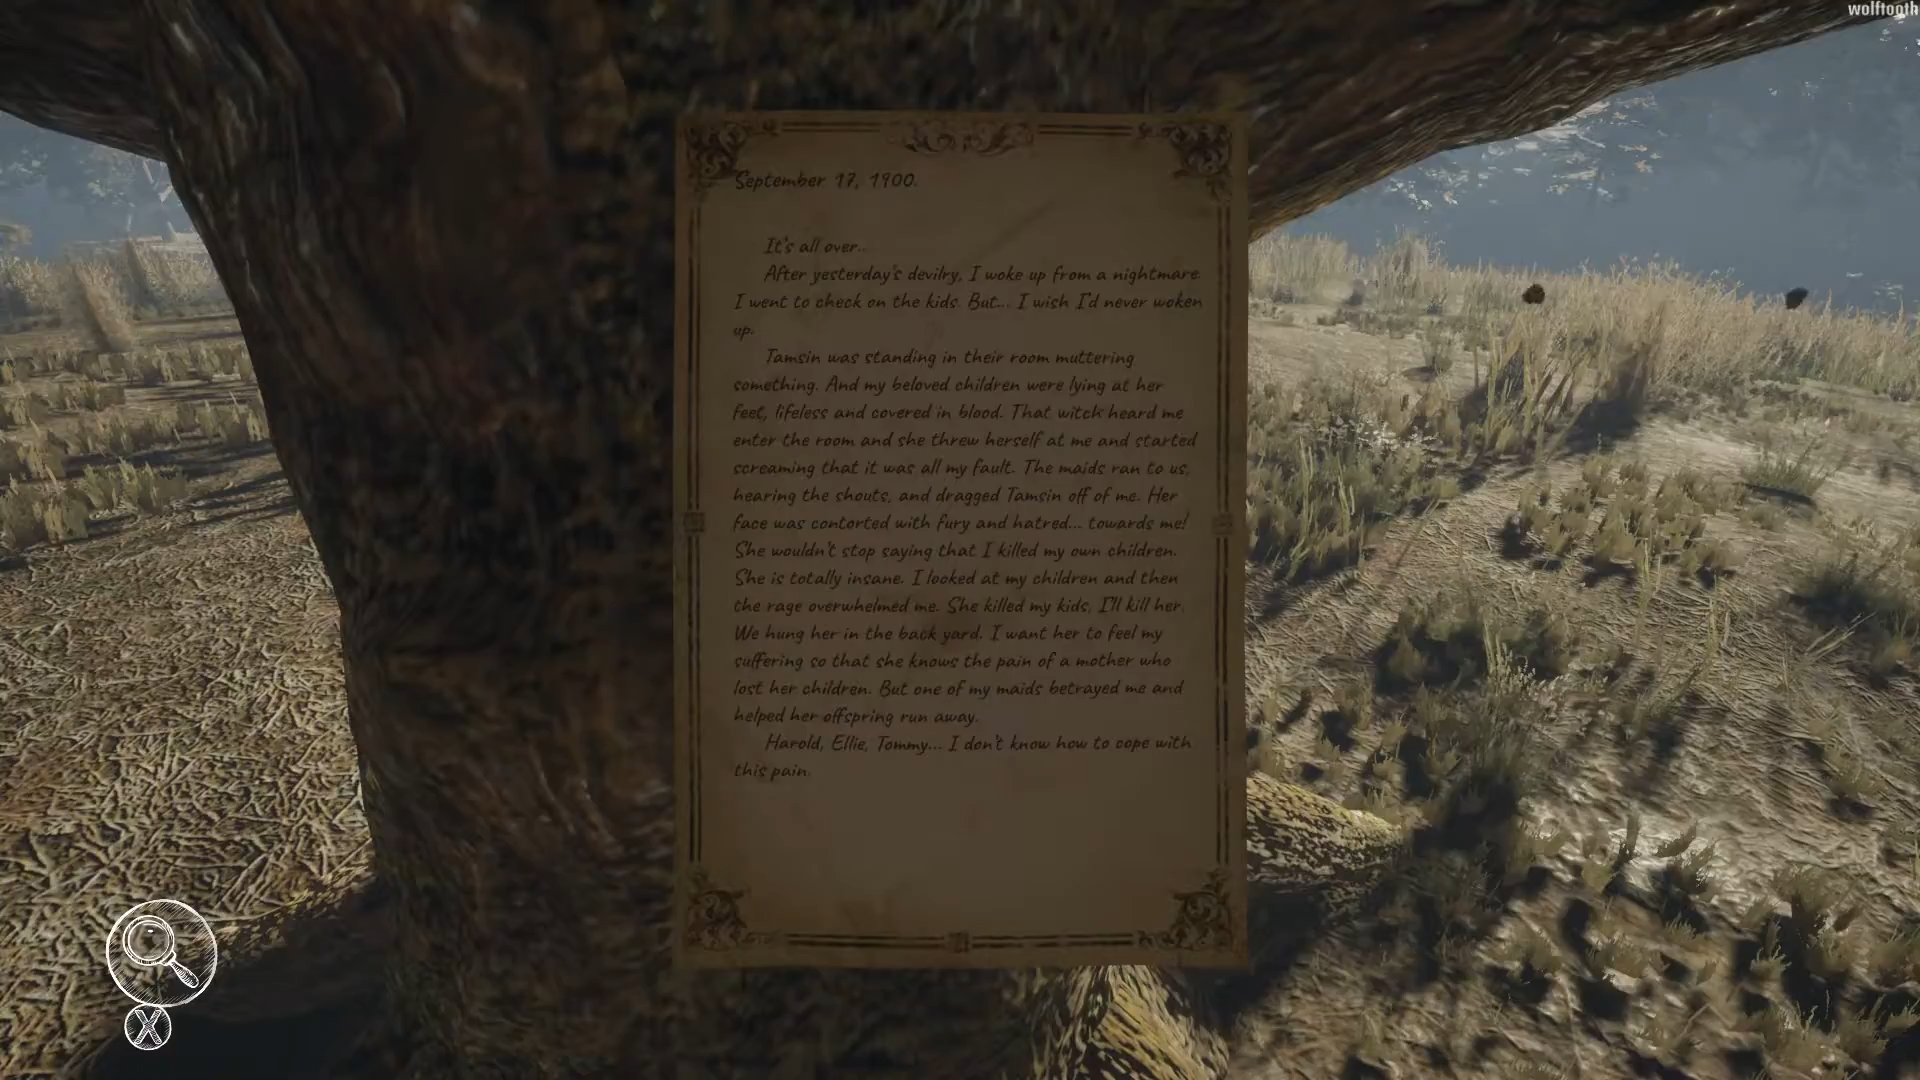 wolftooth
September 17, 1900.
It's all over...
After yesterday's devilry, I woke up from a nightmare.
I went to check on the kids. But... I wish I'd never woken
up.
Tamsin was standing in their room muttering
something. And my beloved children were lying at her
feet, lifeless and covered in blood. That witch heard me
enter the room and she threw herself at me and started
screaming that it was all my fault. The maids ran to us,
hearing the shouts, and dragged Tamsin off of me. Her
face was contorted with fury and hatred... towards me!
She wouldn't stop saying that I killed my own children.
She is totally insane. I looked at my children and then
the rage overwhelmed me. She killed my kids, I'll kill her.
We hung her in the back yard. I want her to feel my
suffering so that she knows the pain of a mother who
lost her children. But one of my maids betrayed me and
helped her offspring run away.
Harold, Ellie, Tommy... I don't know how to cope with
this pain.
X